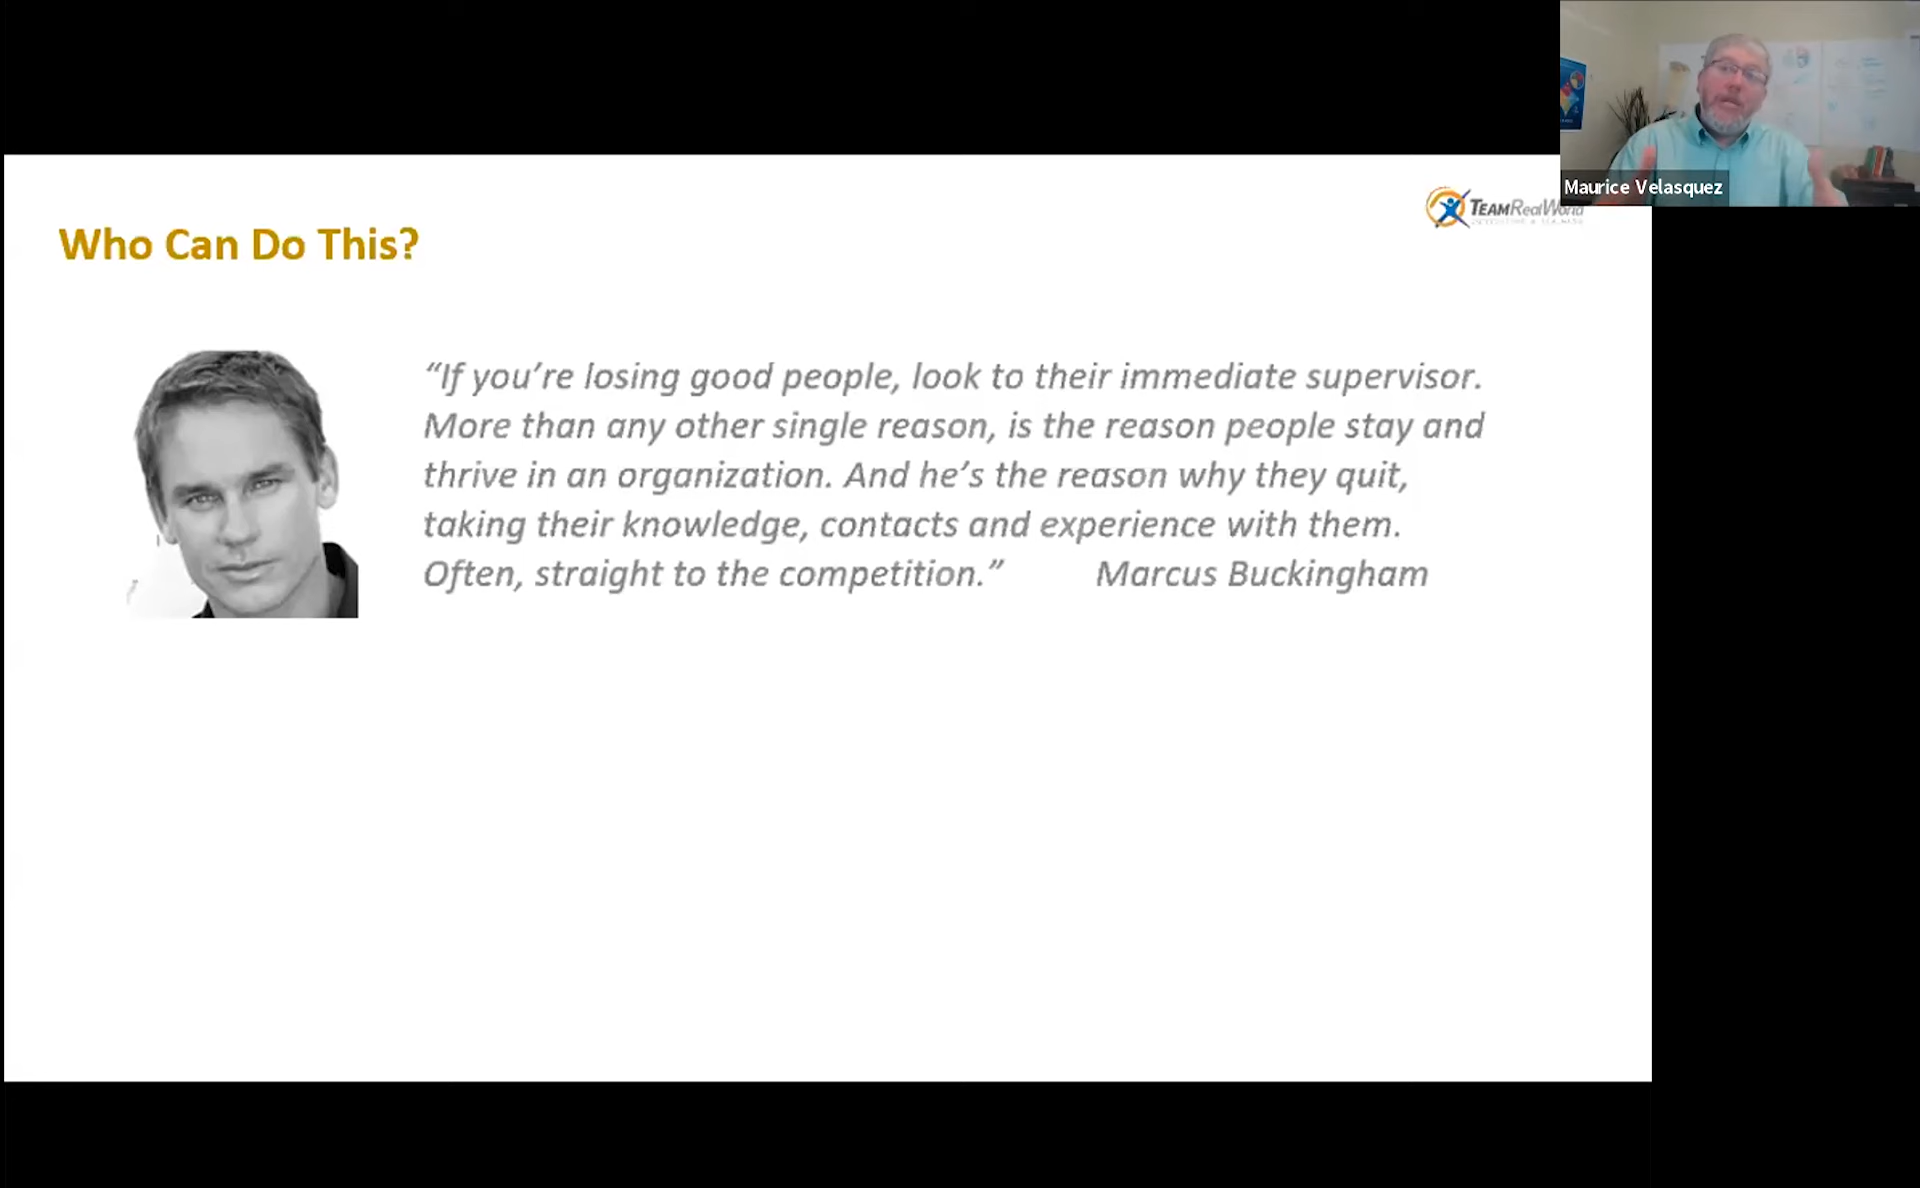 Maurice Velasquez
TEAMRealWorld
Who Can Do This?
“If you’re losing good people, look to their immediate supervisor.
More than any other single reason, is the reason people stay and
thrive in an organization. And he’s the reason why they quit,
taking their knowledge, contacts and experience with them.
Often, straight to the competition.” Marcus Buckingham